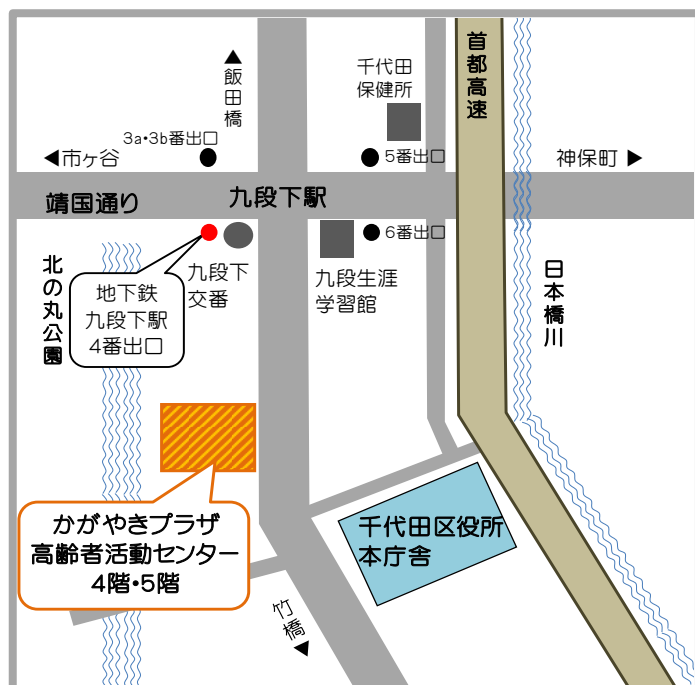 ▲飯田橋
首都高速
千代田
保健所
3a・3b番出口
5番出口
◀市ヶ谷
神保町 ▶
靖国通り
九段下駅
6番出口
北の丸公園
地下鉄
九段下駅
4番出口
九段下
交番
九段生涯
学習館
日本橋川
かがやきプラザ
高齢者活動センター
4階・5階
千代田区役所
本庁舎
竹橋▼